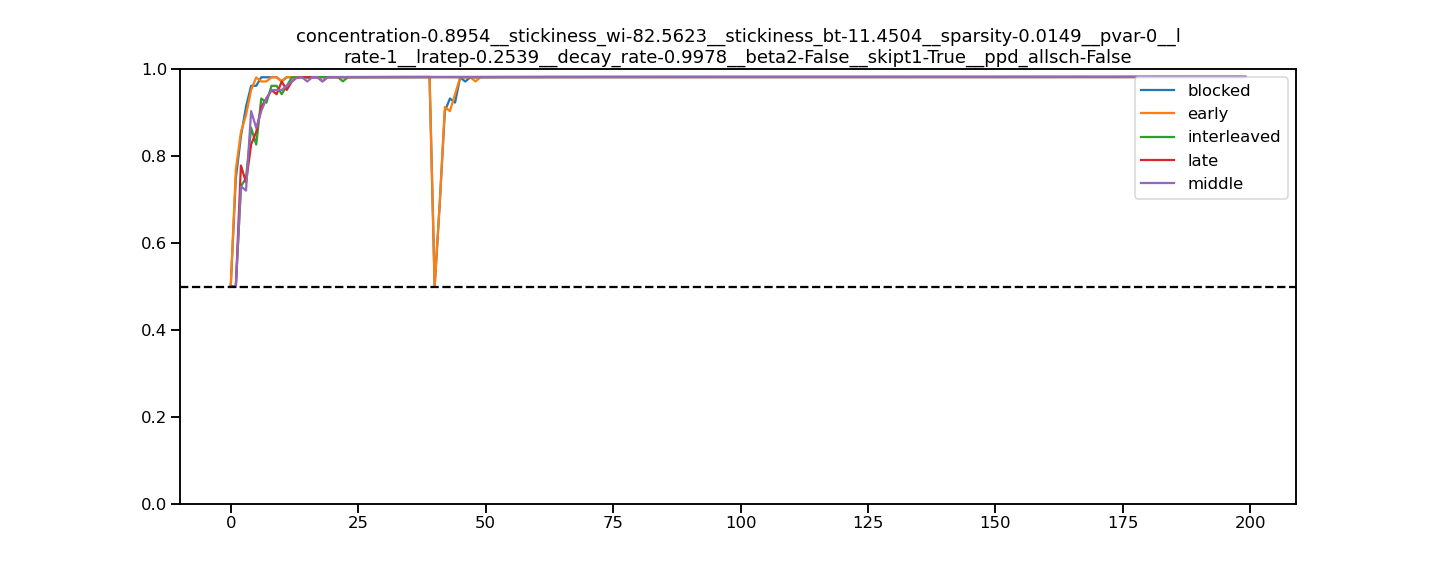 concentration-0.8954__stickiness_wi-82.5623__stickiness_bt-11.4504__sparsity-0.0149__pvar-0__l
rate-1__lratep-0.2539__decay_rate-0.9978__beta2-False__skipt1-True__ppd_allsch-False
1.0
0.8
0.6
0.4
0.2
0.0
0
25
50
75
100
125
150
175
200
blocked
early
interleaved
late
middle